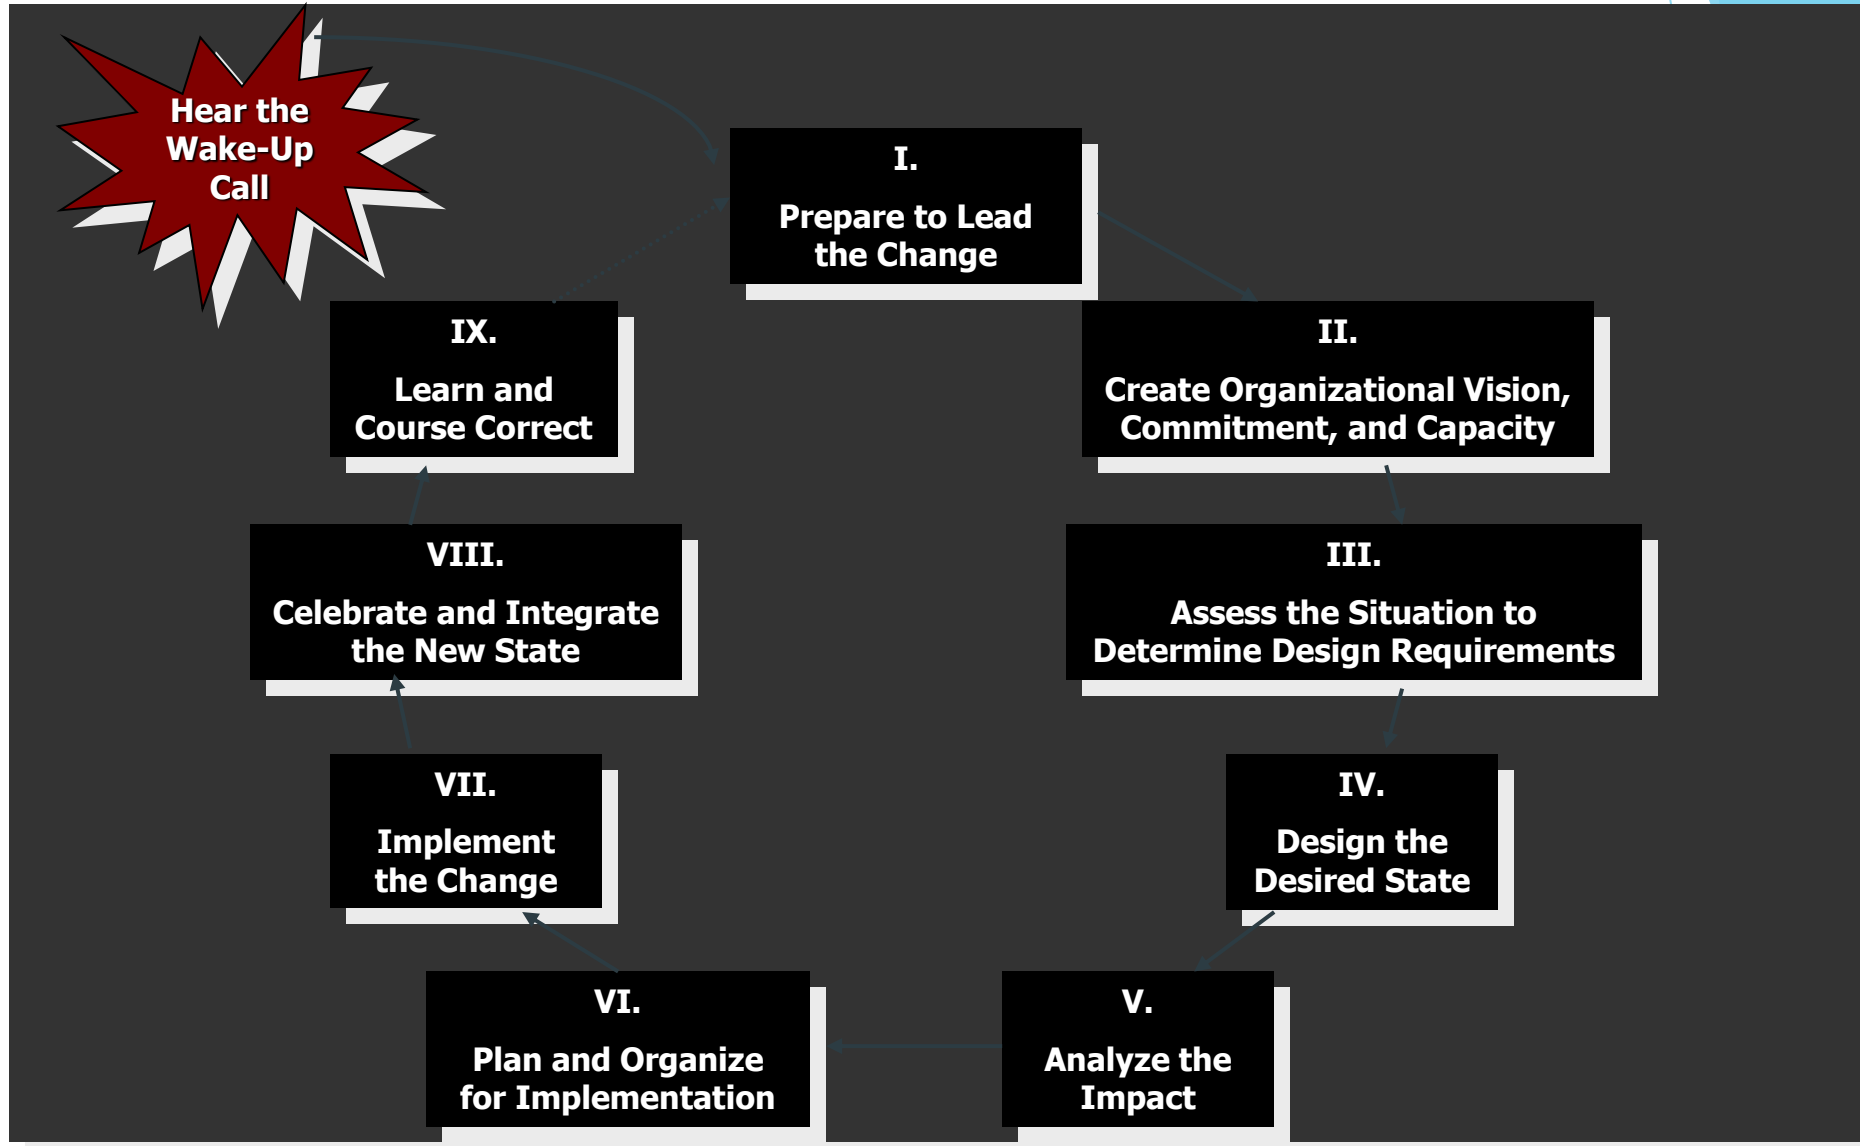 Hear the
Wake-Up
Call
I.
Prepare to Lead
the Change
II.
Create Organizational Vision,
Commitment, and Capacity
III.
Assess the Situation to
Determine Design Requirements
IV.
Design the
Desired State
V.
Analyze the
Impact
VI.
Plan and Organize
for Implementation
VII.
Implement
the Change
VIII.
Celebrate and Integrate
the New State
IX.
Learn and
Course Correct